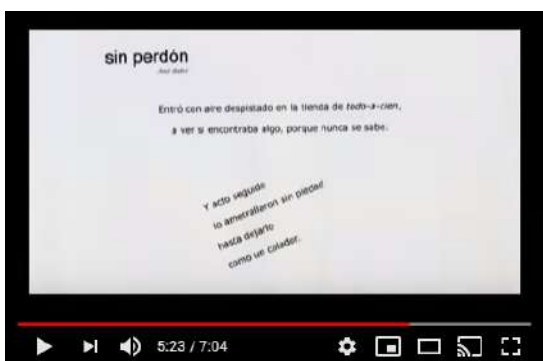 sin perdón
Entró con aire despistado en la tienda de todo-a-cien,
a ver si encontraba algo, porque nunca se sabe.
Y acto seguido
lo ametrallaron sin piedad
hasta dejarlo
como un colador.
5:23 / 7:04